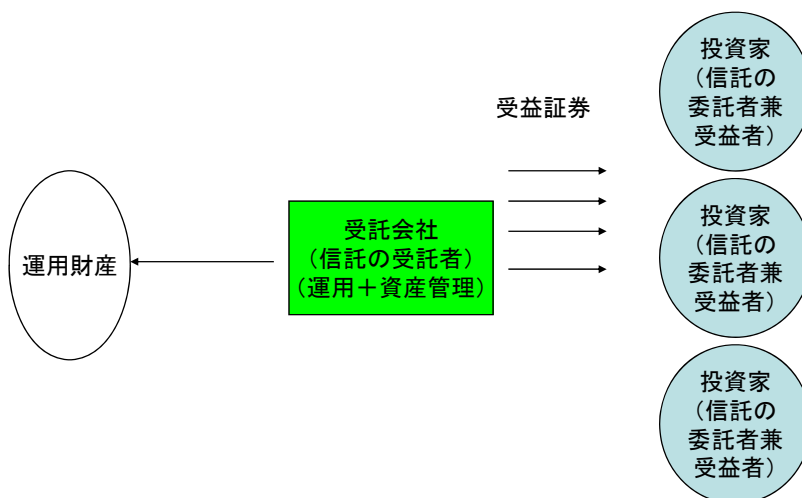 運用財産
受託会社
(信託の受託者)
(運用+資産管理)
受益証券
投資家
(信託の
委託者兼
受益者)
投資家
(信託の
委託者兼
受益者)
投資家
(信託の
委託者兼
受益者)